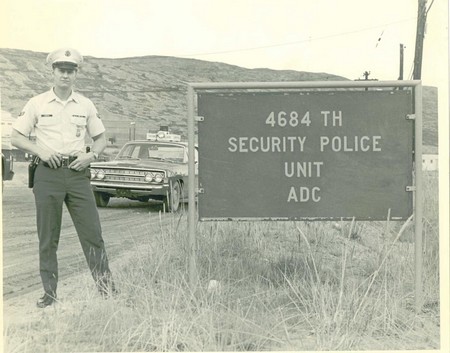 4684 TH
SECURITY POLICE
UNIT
ADC